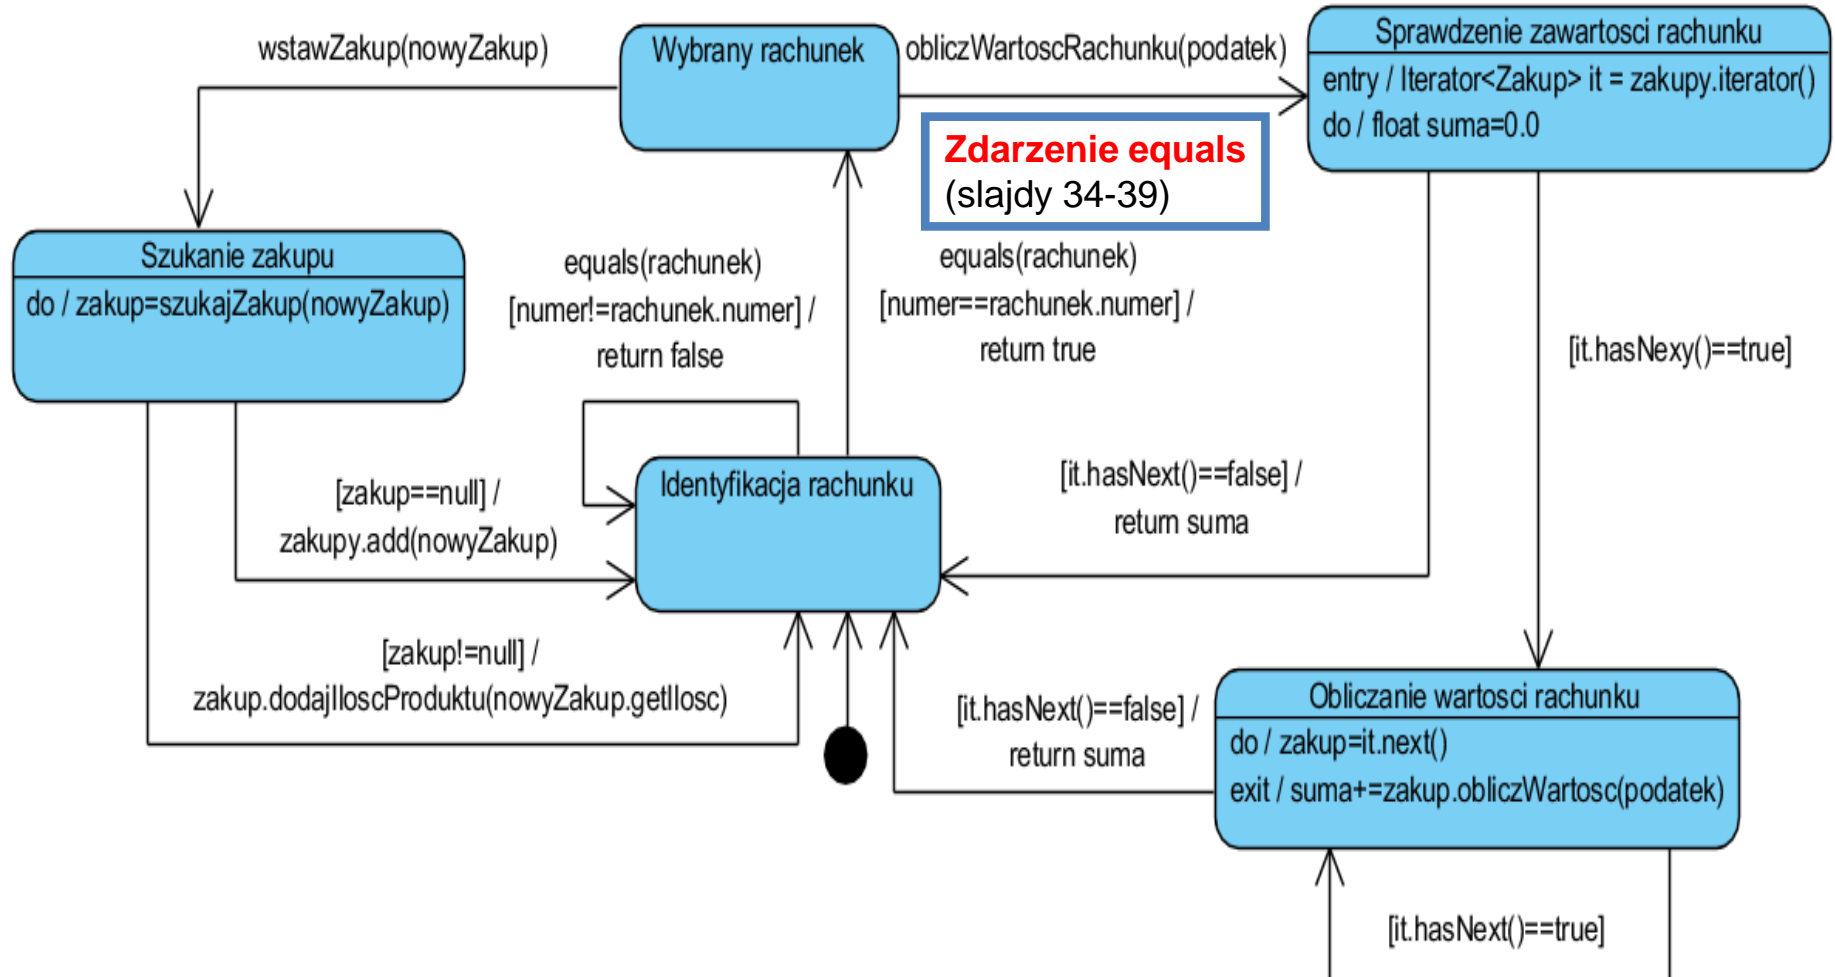 wstawZakup(nowyZakup)
Wybrany rachunek
obliczWartoscRachunku(podatek)
Sprawdzenie zawartosci rachunku
entry / Iterator<Zakup> it = zakupy.iterator()
do / float suma=0.0
Zdarzenie equals
(slajdy 34-39)
Szukanie zakupu
do / zakup=szukajZakup(nowyZakup)
equals(rachunek)
[numer!=rachunek.numer] /
return false
equals(rachunek)
[numer==rachunek.numer] /
return true
[it.hasNexy()==true]
Identyfikacja rachunku
[zakup==null] /
zakupy.add(nowyZakup)
[it.hasNext()==false] /
return suma
[zakup!=null] /
zakup.dodajIloscProduktu(nowyZakup.getIlosc)
[it.hasNext()==false] /
return suma
Obliczanie wartosci rachunku
do / zakup=it.next()
exit / suma+=zakup.obliczWartosc(podatek)
[it.hasNext()==true]